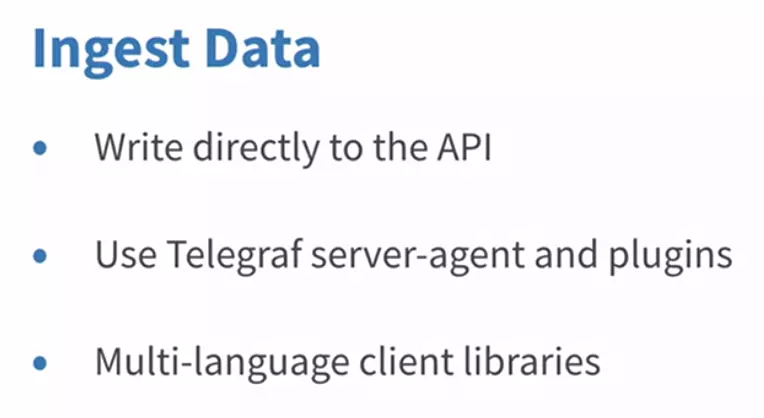 Ingest Data
• Write directly to the API
• Use Telegraf server-agent and plugins
• Multi-language client libraries